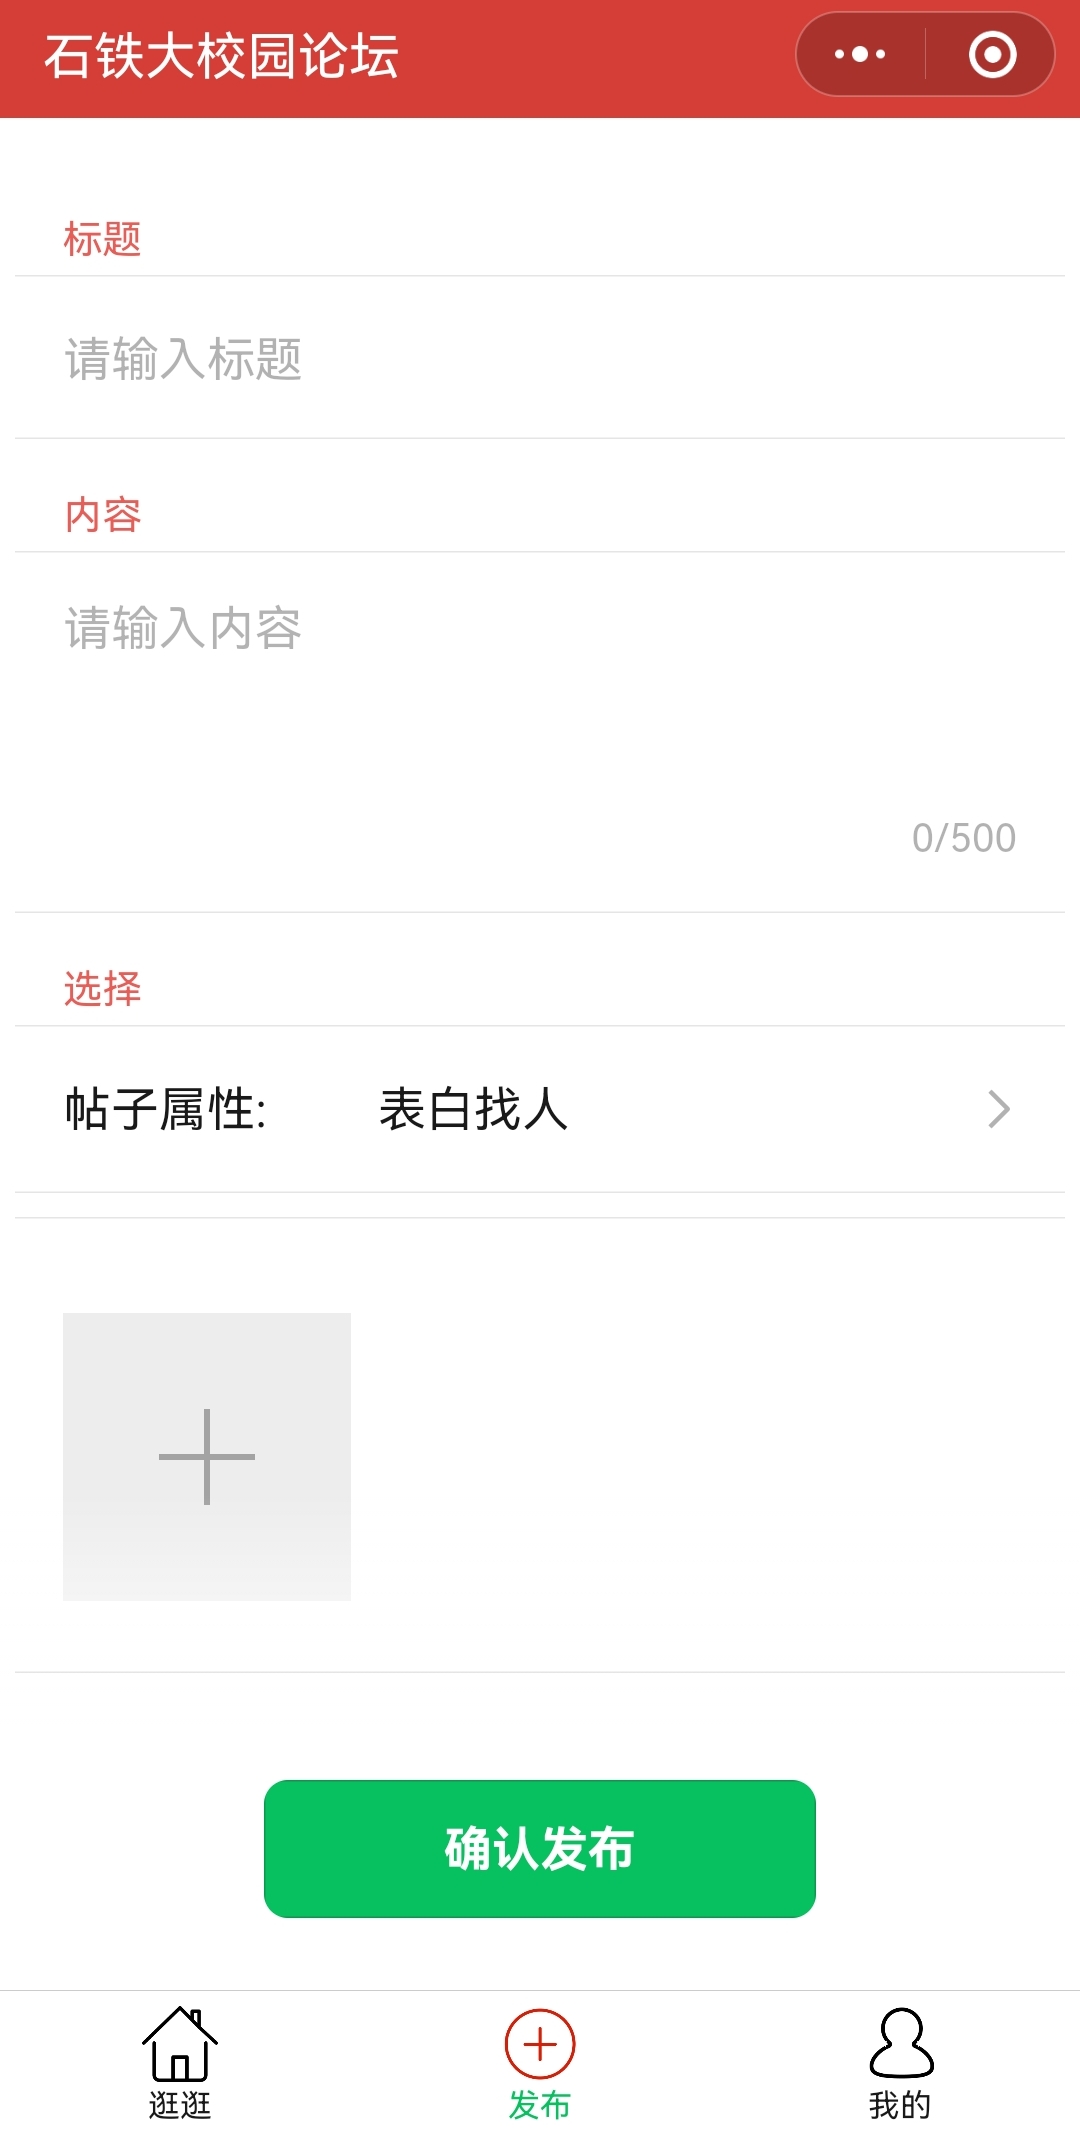 石铁大校园论坛
标题
请输入标题
内容
请输入内容
0/500
选择
帖子属性: 表白找人
确认发布
逛逛 发布 我的